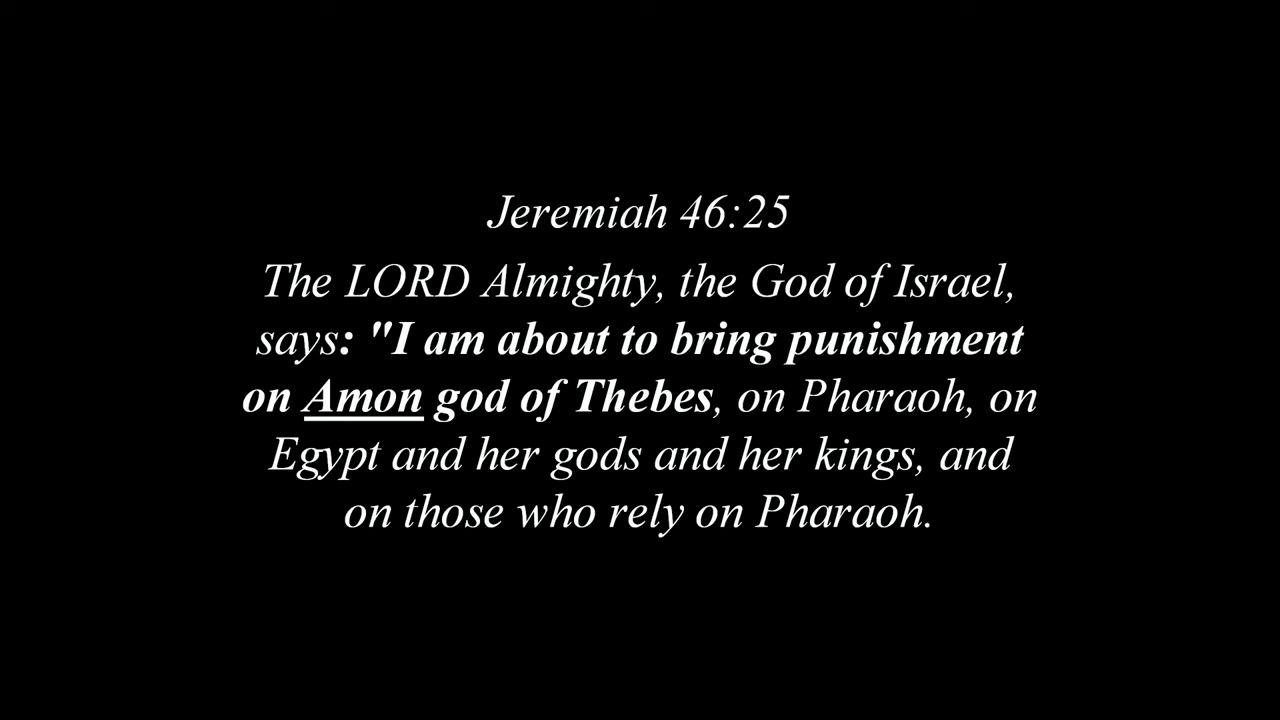 Jeremiah 46:25
The LORD Almighty, the God of Israel,
says: "I am about to bring punishment
on Amon god of Thebes, on Pharaoh, on
Egypt and her gods and her kings, and
on those who rely on Pharaoh.